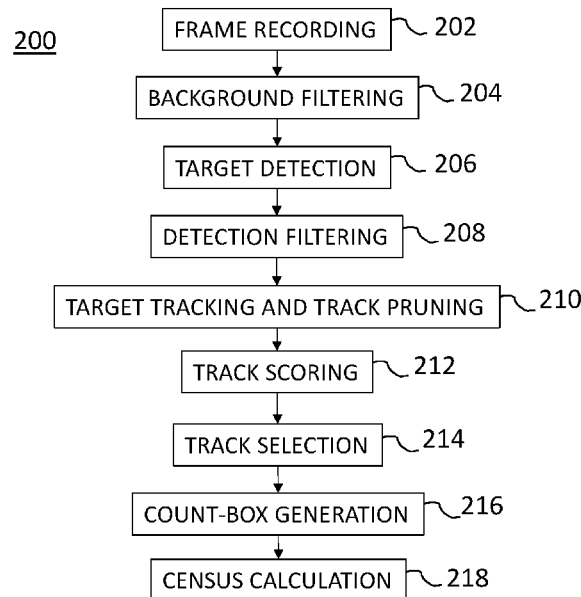 200
FRAME RECORDING 202
BACKGROUND FILTERING 204
TARGET DETECTION 206
DETECTION FILTERING 208
TARGET TRACKING AND TRACK PRUNING 210
TRACK SCORING 212
TRACK SELECTION 214
COUNT-BOX GENERATION 216
CENSUS CALCULATION 218